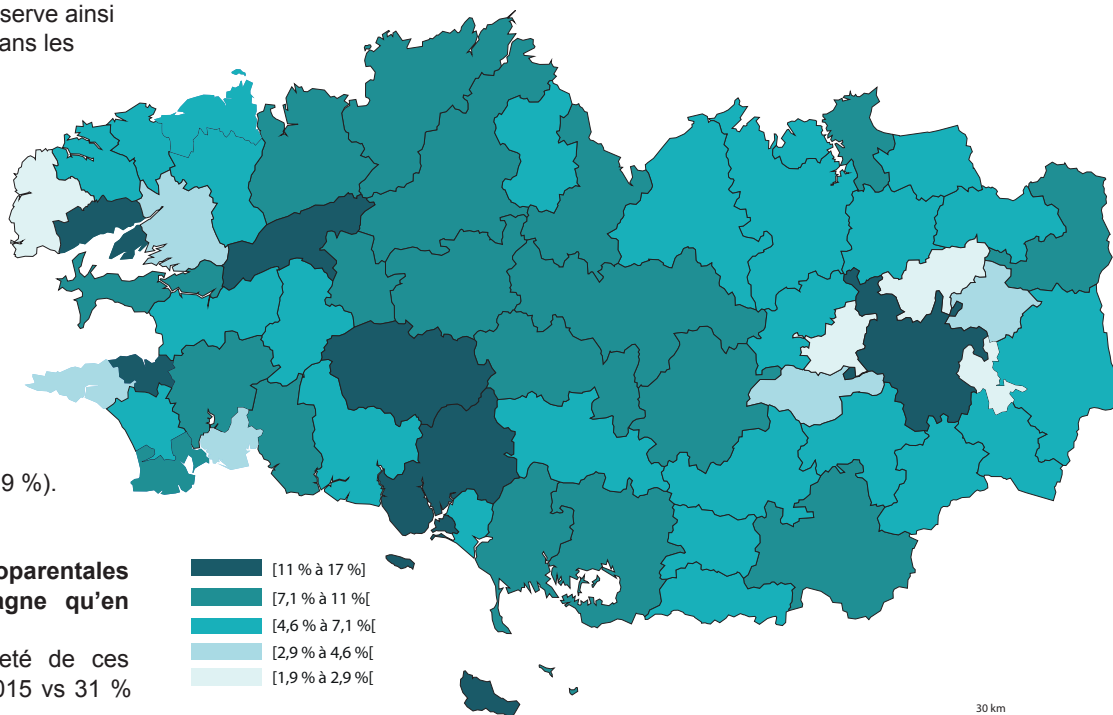 serve ainsi
ans les
9 %).
oparentales
agne qu’en
eté de ces
015 vs 31 %
[11 % à 17 %]
[7,1 % à 11 %[
[4,6 % à 7,1 %[
[2,9 % à 4,6 %[
[1,9 % à 2,9 %[
30 km